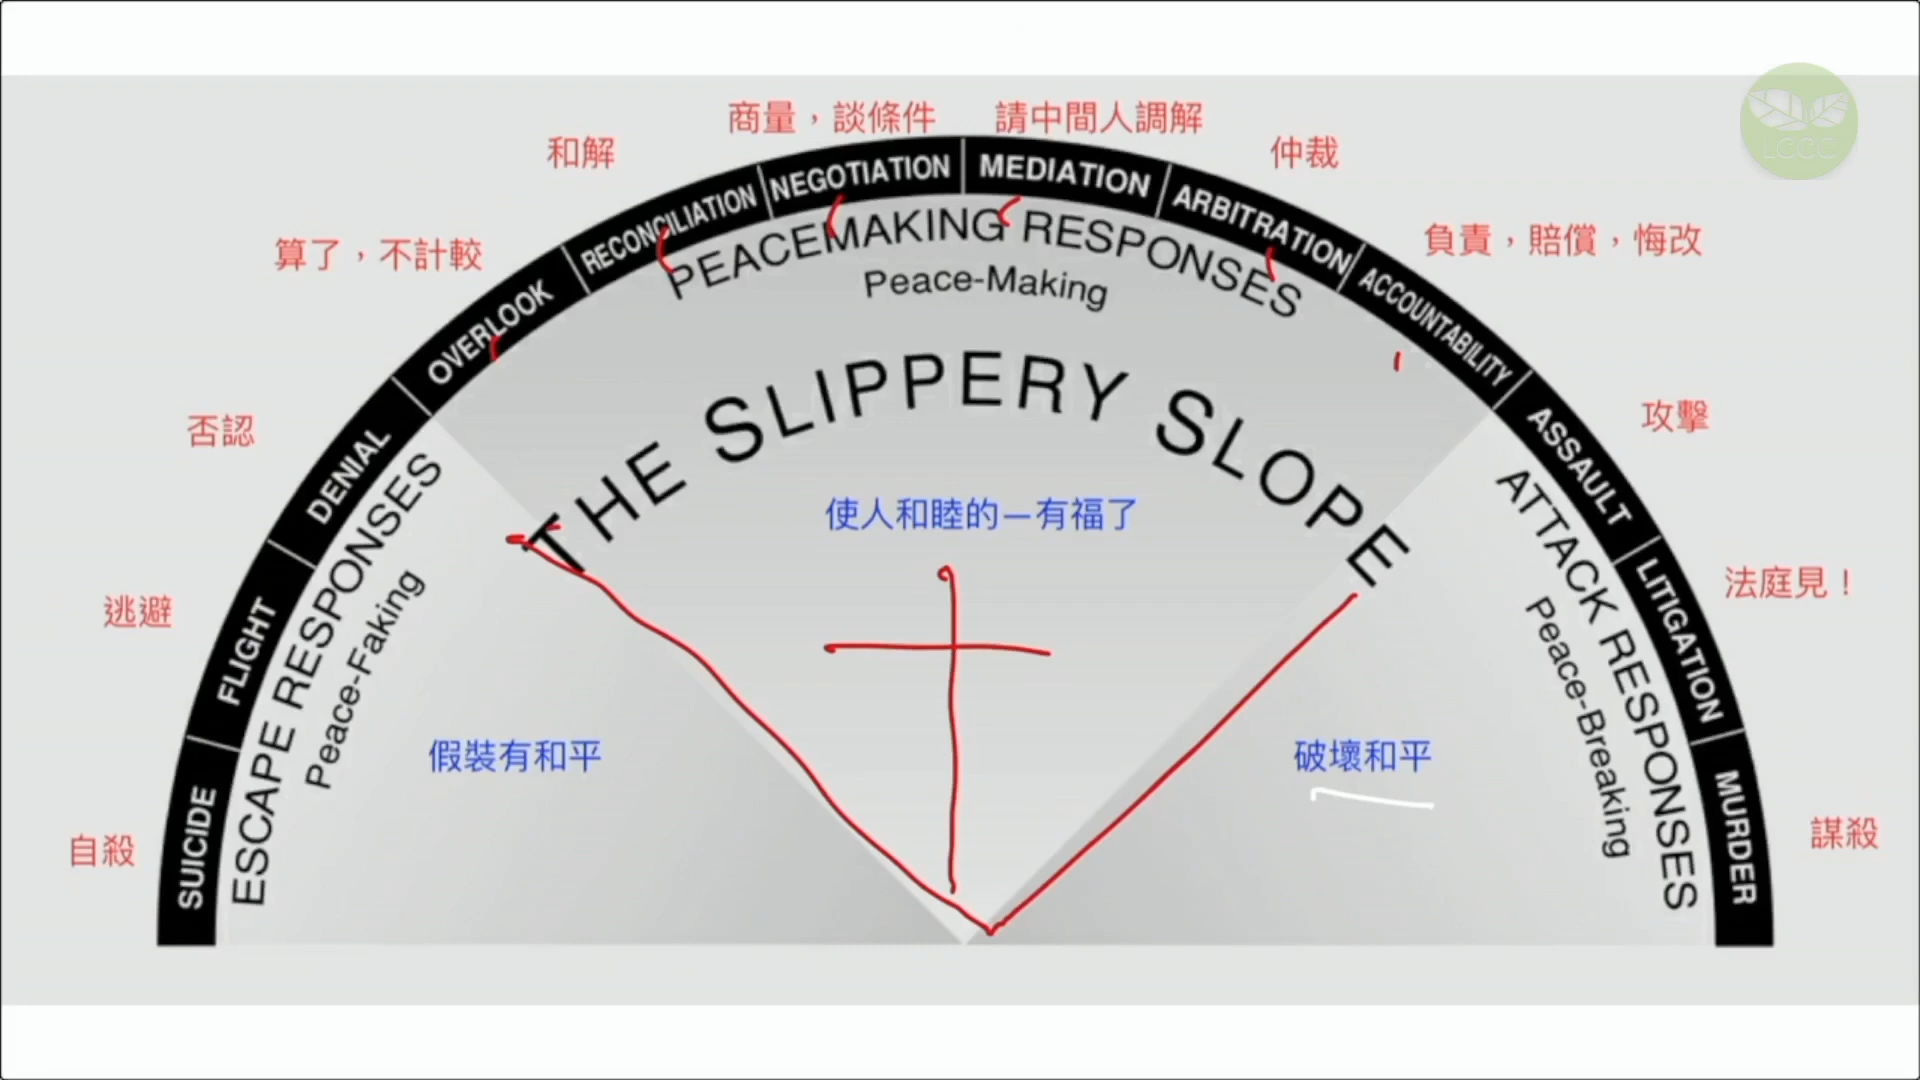 商量，談條件
請中間人調解
和解
仲裁
算了，不計較
負責，賠償，悔改
否認
攻擊
逃避
法庭見！
自殺
謀殺
SUICIDE
FLIGHT
DENIAL
OVERLOOK
RECONCILIATION
NEGOTIATION
MEDIATION
ARBITRATION
ACCOUNTABILITY
ASSAULT
LITIGATION
MURDER
ESCAPE RESPONSES
Peace-Faking
PEACEMAKING RESPONSES
Peace-Making
ATTACK RESPONSES
Peace-Breaking
THE SLIPPERY SLOPE
使人和睦的—有福了
假裝有和平
破壞和平
LCCC